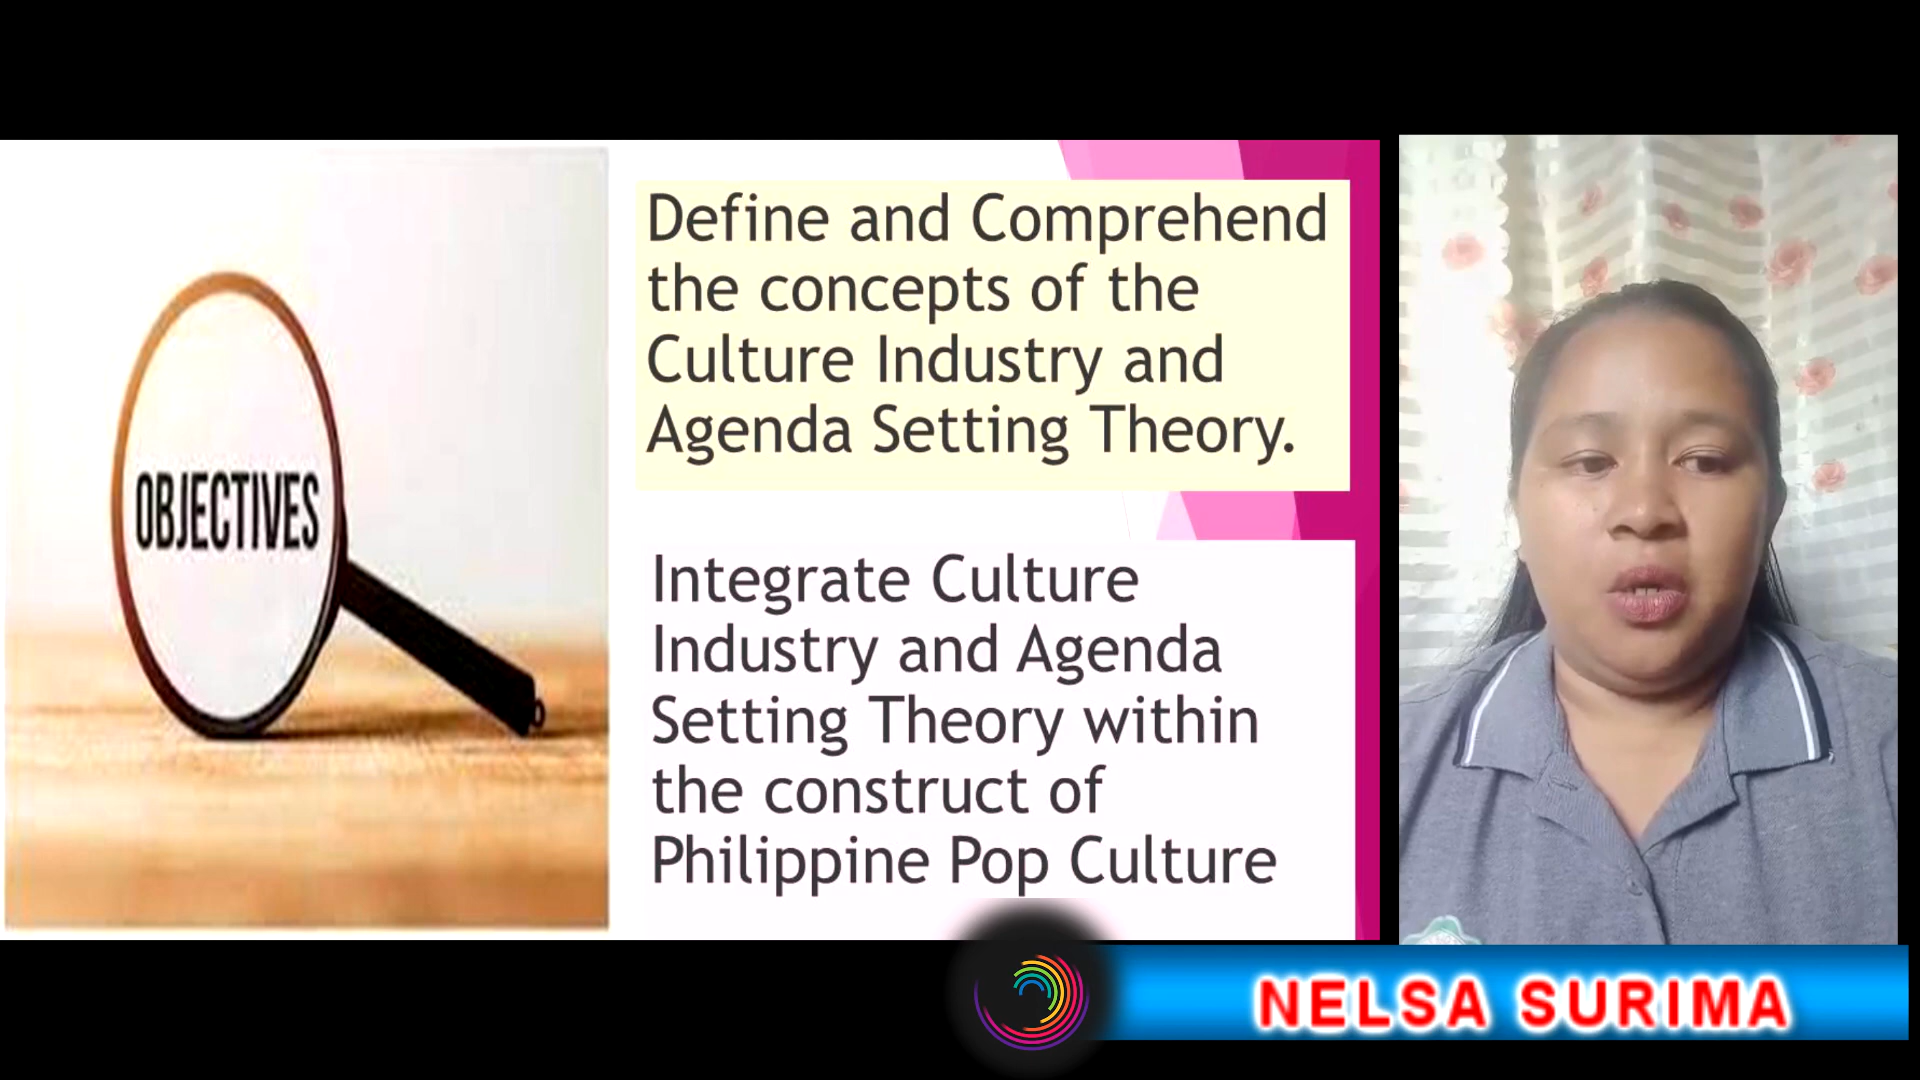 OBJECTIVES
Define and Comprehend
the concepts of the
Culture Industry and
Agenda Setting Theory.
Integrate Culture
Industry and Agenda
Setting Theory within
the construct of
Philippine Pop Culture
NELSA SURIMA